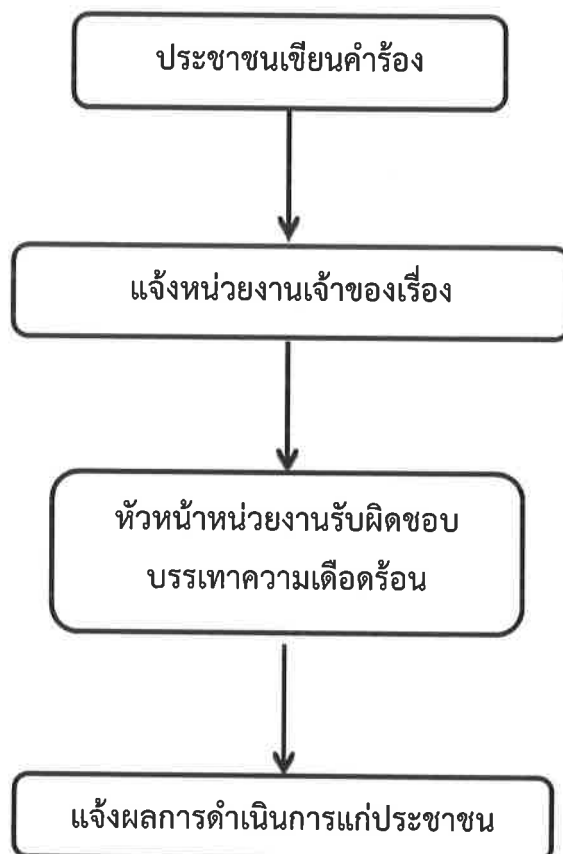 ประชาชนเขียนคำร้อง
แจ้งหน่วยงานเจ้าของเรื่อง
หัวหน้าหน่วยงานรับผิดชอบ
บรรเทาความเดือดร้อน
แจ้งผลการดำเนินการแก่ประชาชน